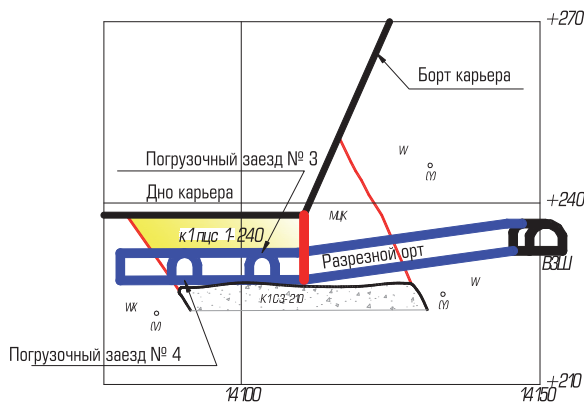 +270
Борт карьера
W
(V)
Погрузочный заезд № 3
Дно карьера
+240
МЦК
к1пцс 1-240
Разрезной орт
ВЗШ
W
(V)
К1С3-210
WK
(V)
Погрузочный заезд № 4
+210
14100
14150